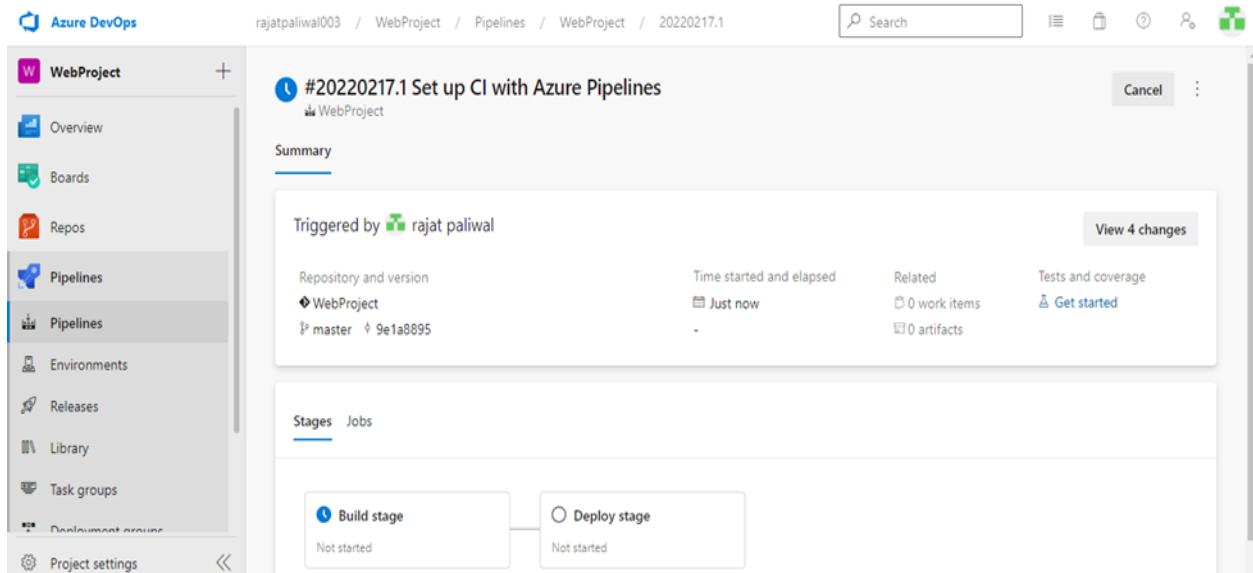 Azure DevOps
rajatpaliwal003 / WebProject / Pipelines / WebProject / 20220217.1
Search
W WebProject
Overview
Boards
Repos
Pipelines
Pipelines
Environments
Releases
Library
Task groups
Deployment groups
Project settings
#20220217.1 Set up CI with Azure Pipelines
WebProject
Cancel
Summary
Triggered by rajat paliwal
View 4 changes
Repository and version
WebProject
master 9e1a8895
Time started and elapsed
Just now
-
Related
0 work items
0 artifacts
Tests and coverage
Get started
Stages Jobs
Build stage
Not started
Deploy stage
Not started